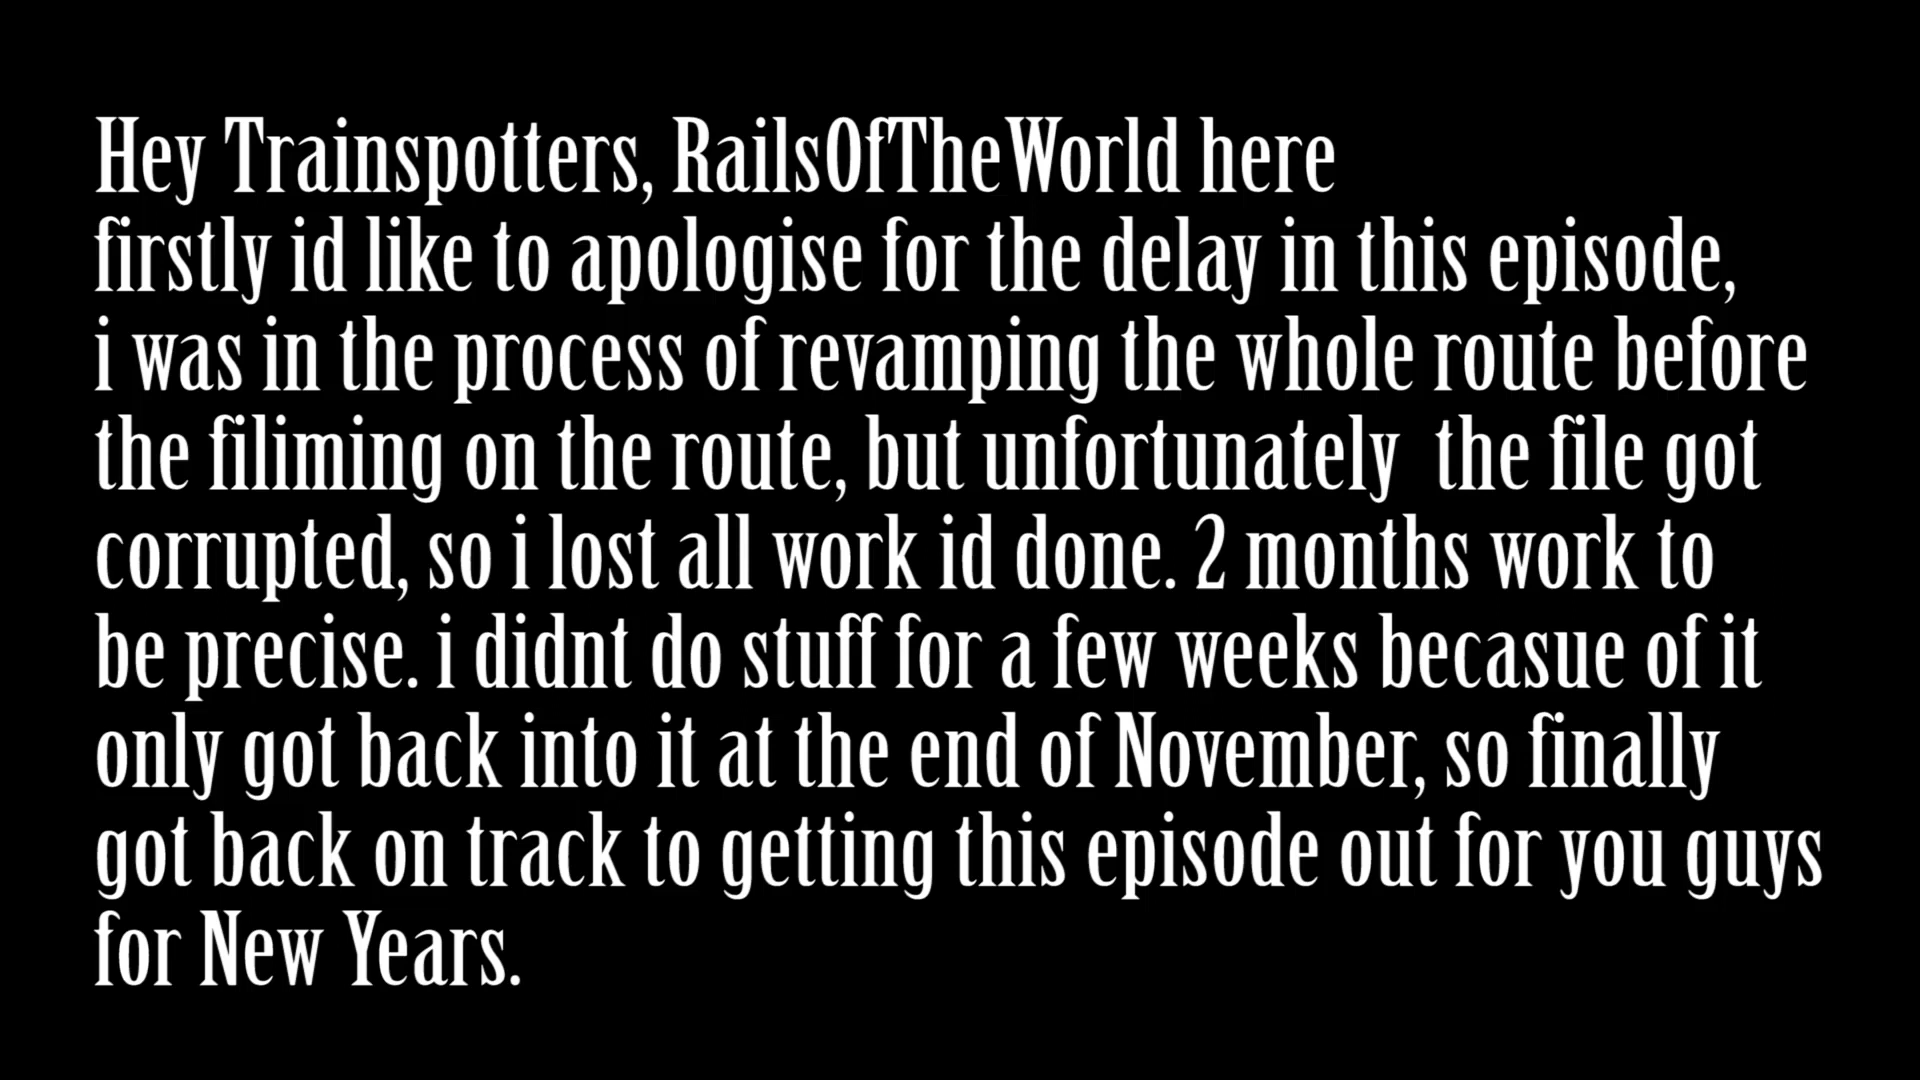 Hey Trainspotters, RailsOfTheWorld here
firstly id like to apologise for the delay in this episode,
i was in the process of revamping the whole route before
the filiming on the route, but unfortunately  the file got
corrupted, so i lost all work id done. 2 months work to
be precise. i didnt do stuff for a few weeks becasue of it
only got back into it at the end of November, so finally
got back on track to getting this episode out for you guys
for New Years.